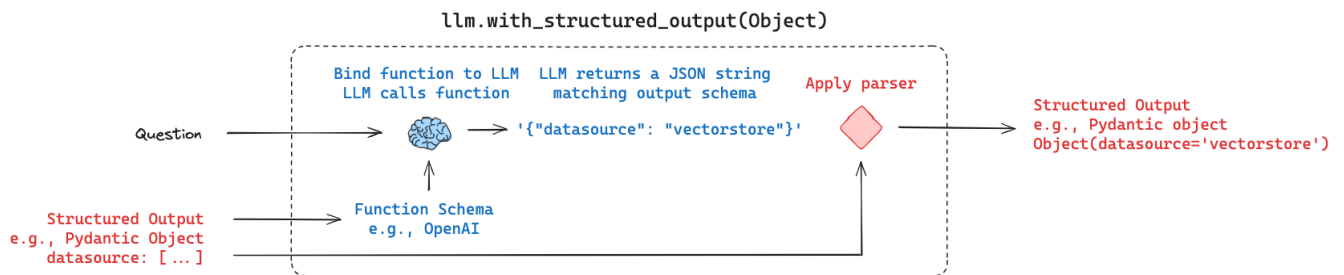 llm.with_structured_output(Object)
Bind function to LLM
LLM calls function
LLM returns a JSON string
matching output schema
Apply parser
Question
'{"datasource": "vectorstore"}'
Structured Output
e.g., Pydantic object
Object(datasource='vectorstore')
Function Schema
e.g., OpenAI
Structured Output
e.g., Pydantic Object
datasource: [...]